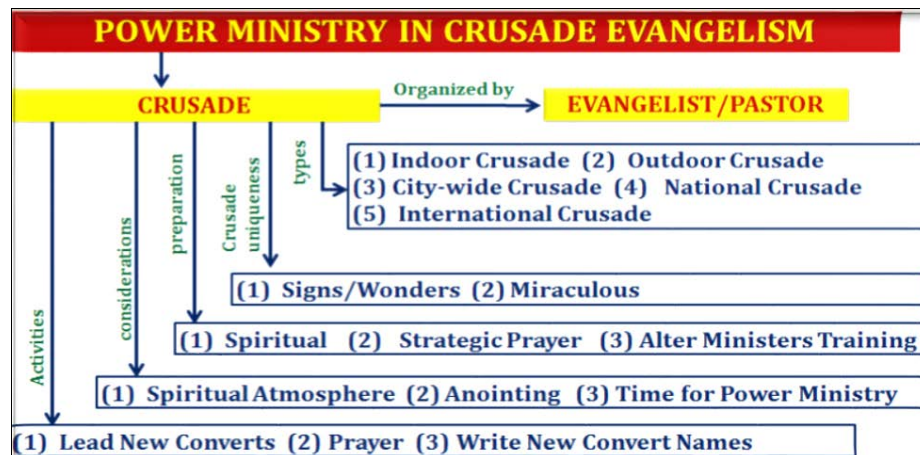 POWER MINISTRY IN CRUSADE EVANGELISM
Organized by
CRUSADE
EVANGELIST/PASTOR
types
(1) Indoor Crusade (2) Outdoor Crusade
(3) City-wide Crusade (4) National Crusade
(5) International Crusade
Crusade
uniqueness
(1) Signs/Wonders (2) Miraculous
preparation
(1) Spiritual (2) Strategic Prayer (3) Alter Ministers Training
considerations
(1) Spiritual Atmosphere (2) Anointing (3) Time for Power Ministry
Activities
(1) Lead New Converts (2) Prayer (3) Write New Convert Names